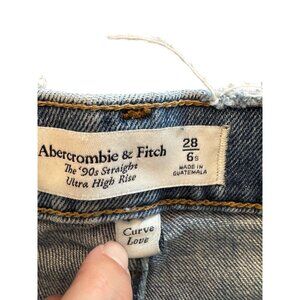 Abercrombie & Fitch
The '90s Straight
Ultra High Rise
28
6s
MADE IN
GUATEMALA
Curve
Love